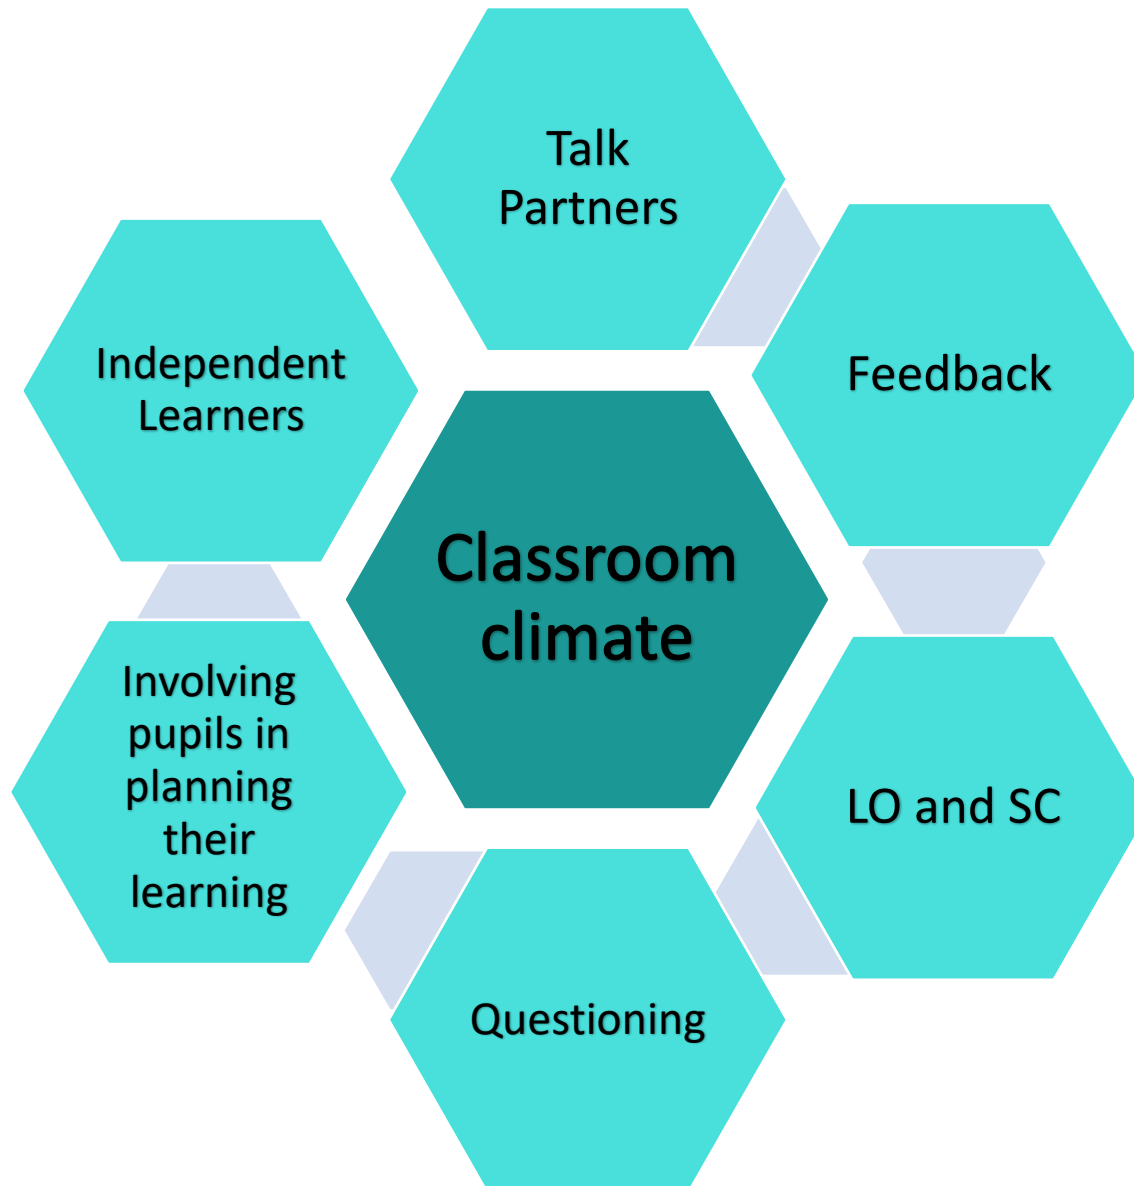 Talk
Partners
Feedback
LO and SC
Questioning
Involving
pupils in
planning
their
learning
Independent
Learners
Classroom
climate